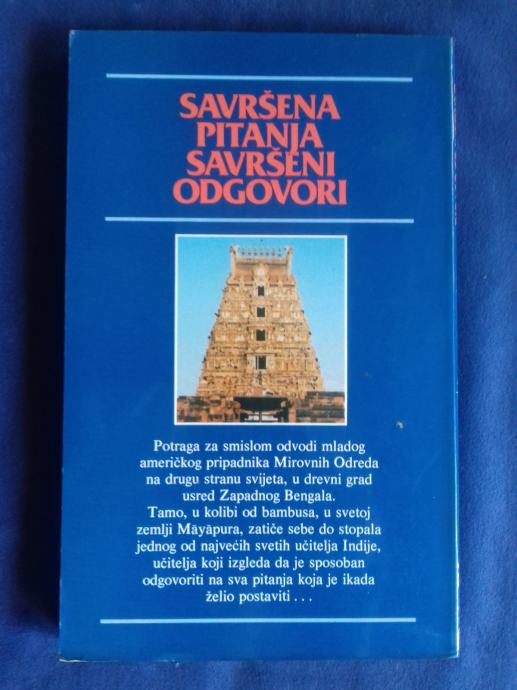 SAVRŠENA
PITANJA
SAVRŠENI
ODGOVORI
Potraga za smislom odvodi mladog
američkog pripadnika Mirovnih Odreda
na drugu stranu svijeta, u drevni grad
usred Zapadnog Bengala.
Tamo, u kolibi od bambusa, u svetoj
zemlji Māyāpura, zatiče sebe do stopala
jednog od najvećih svetih učitelja Indije,
učitelja koji izgleda da je sposoban
odgovoriti na sva pitanja koja je ikada
želio postaviti . . .